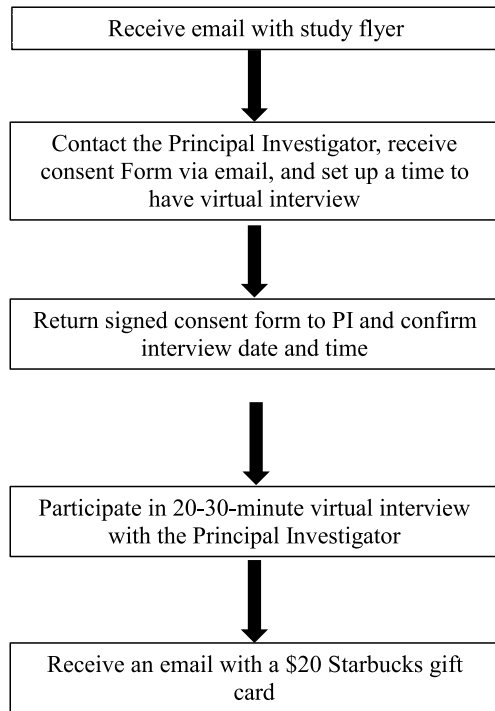 Receive email with study flyer
Contact the Principal Investigator, receive
consent Form via email, and set up a time to
have virtual interview
Return signed consent form to PI and confirm
interview date and time
Participate in 20-30-minute virtual interview
with the Principal Investigator
Receive an email with a $20 Starbucks gift
card